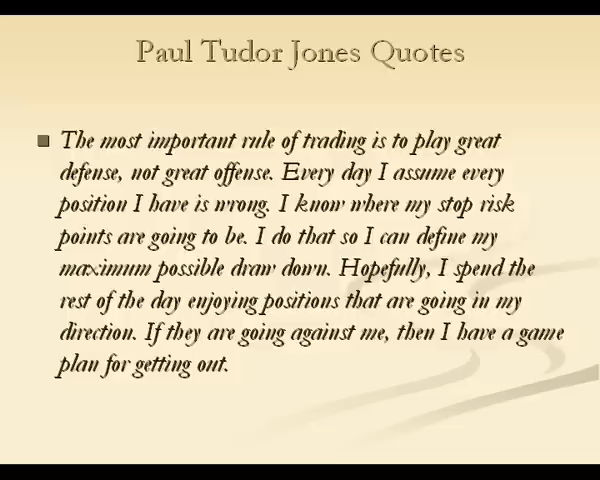 Paul Tudor Jones Quotes
The most important rule of trading is to play great
defense, not great offense. Every day I assume every
position I have is wrong. I know where my stop risk
points are going to be. I do that so I can define my
maximum possible draw down. Hopefully, I spend the
rest of the day enjoying positions that are going in my
direction. If they are going against me, then I have a game
plan for getting out.